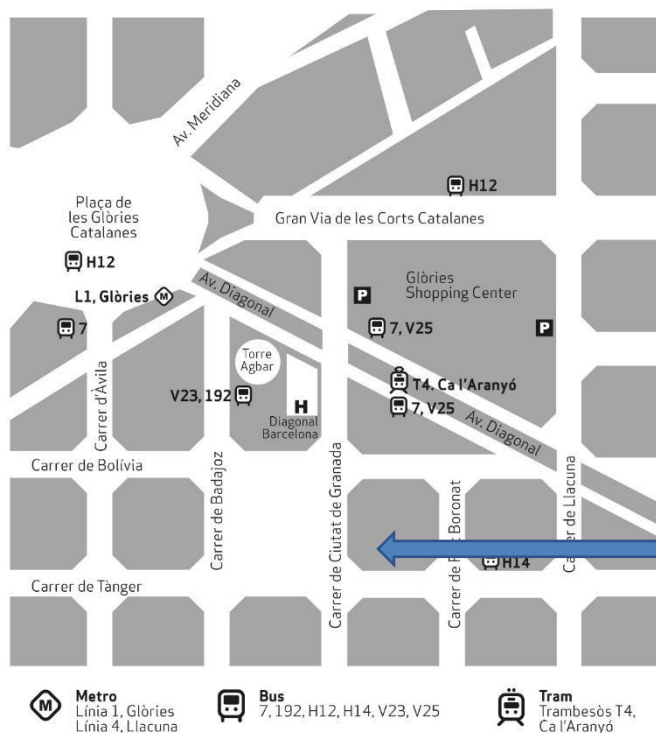 Av. Meridiana
H12
Plaça de
les Glòries
Catalanes
Gran Via de les Corts Catalanes
H12
L1, Glòries M
Av. Diagonal
Glòries
Shopping Center
P
P
7
7, V25
Torre
Agbar
T4, Ca l'Aranyó
V23, 192
7, V25
H
Diagonal
Barcelona
Av. Diagonal
Carrer d'Àvila
Carrer de Bolívia
Carrer de Badajoz
Carrer de Ciutat de Granada
Carrer de Boronat
Carrer de Llacuna
H14
Carrer de Tànger
M
Metro
Línia 1, Glòries
Línia 4, Llacuna
Bus
7, 192, H12, H14, V23, V25
Tram
Trambesòs T4,
Ca l'Aranyó